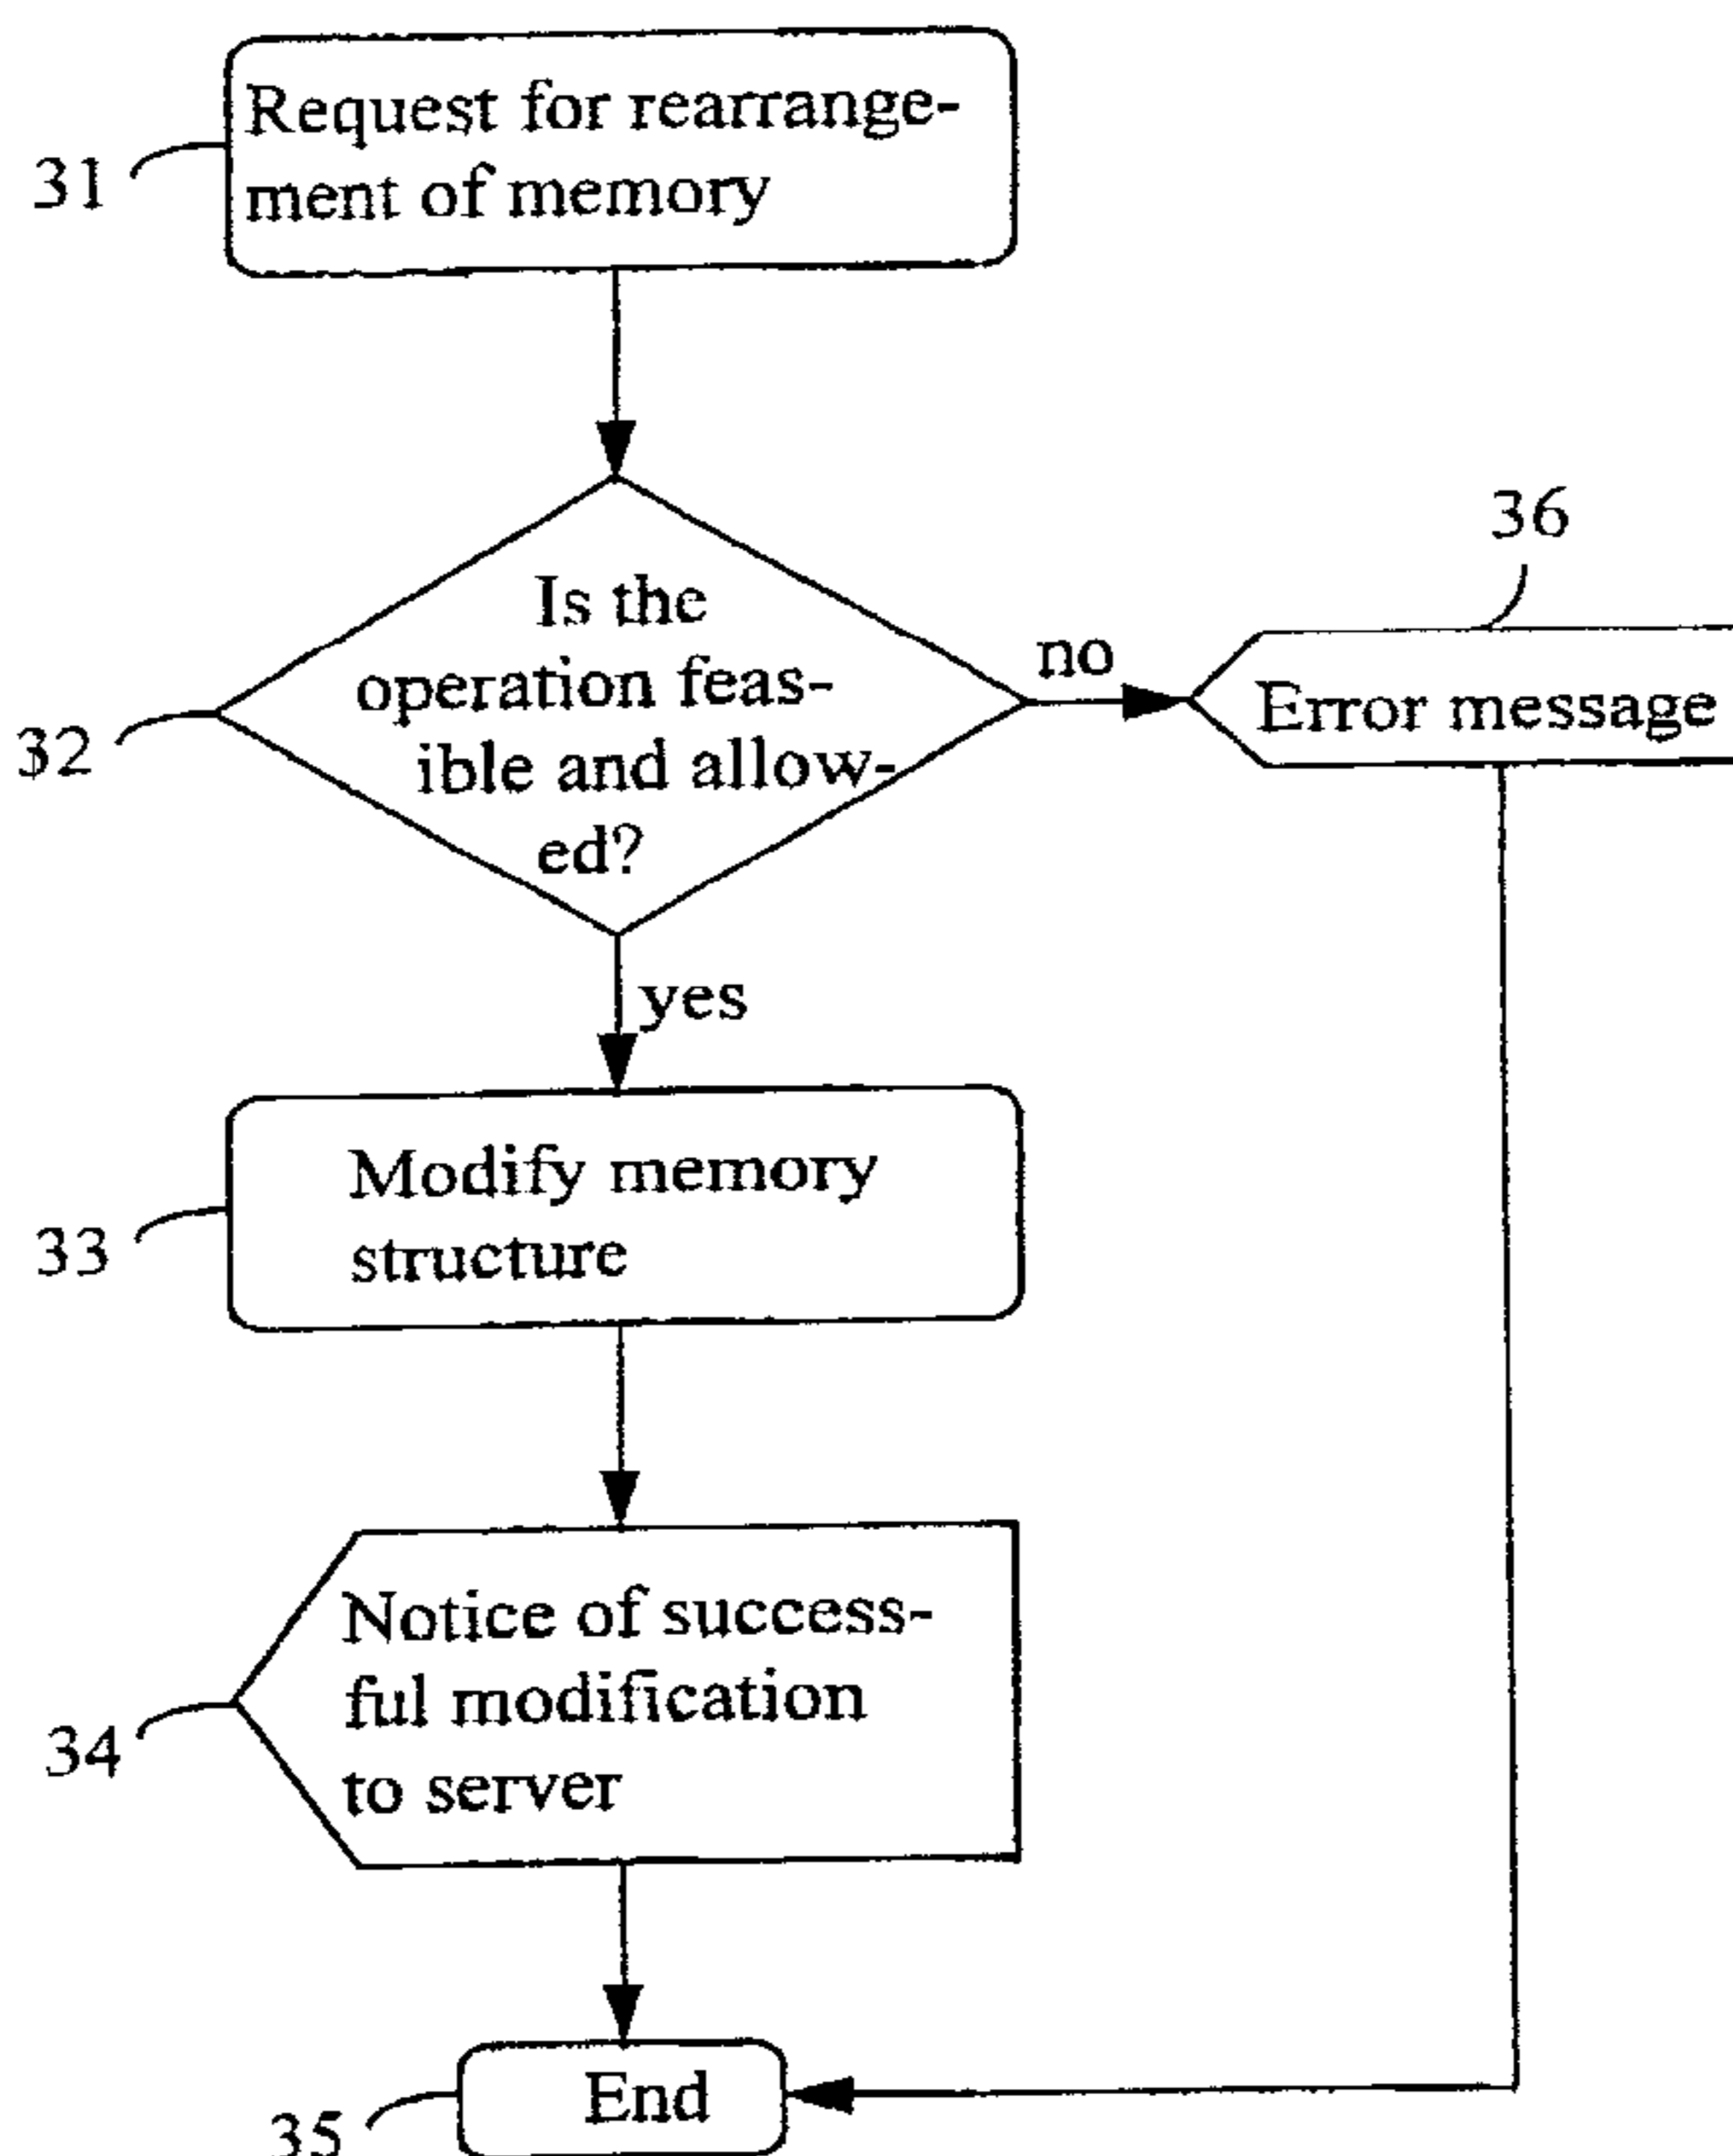 31
Request for rearrange-
ment of memory
32
Is the
operation feas-
ible and allow-
ed?
no
36
Error message
yes
33
Modify memory
structure
34
Notice of success-
ful modification
to server
35
End